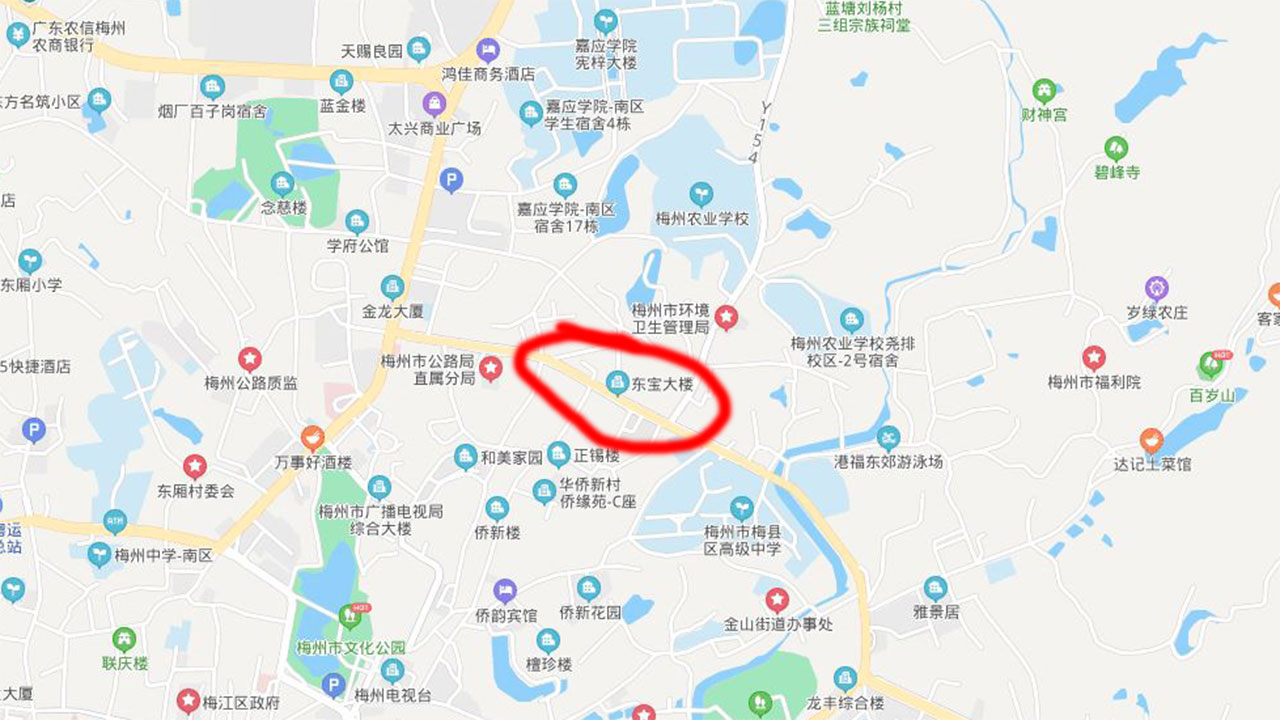 蓝塘刘杨村
三组宗族祠堂
广东农信梅州
农商银行
天赐良园
鸿佳商务酒店
嘉应学院
宪梓大楼
东方名筑小区
烟厂百子岗宿舍
蓝金楼
太兴商业广场
嘉应学院-南区
学生宿舍4栋
Y154
财神宫
碧峰寺
店
念慈楼
P
嘉应学院-南区
宿舍17栋
梅州农业学校
学府公馆
东厢小学
金龙大厦
梅州市环境
卫生管理局
岁绿农庄
客家
梅州农业学校尧排
校区-2号宿舍
5快捷酒店
梅州公路质监
梅州市公路局
直属分局
东宝大楼
梅州市福利院
HOT
百岁山
P
万事好酒楼
和美家园
正锡楼
港福东郊游泳场
达记土菜馆
东厢村委会
梅州市广播电视局
综合大楼
华侨新村
侨缘苑-C座
侨新楼
梅州市梅县
区高级中学
ATM
总站
梅州中学-南区
侨韵宾馆
侨新花园
金山街道办事处
雅景居
HOT
梅州市文化公园
联庆楼
檀珍楼
大厦
梅江区政府
P
梅州电视台
龙丰综合楼